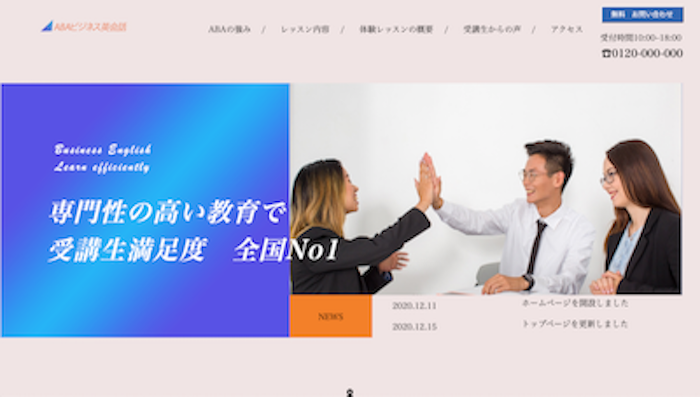 ABAビジネス英会話
ABAの強み / レッスン内容 / 体験レッスンの概要 / 受講生からの声 / アクセス
無料 お問い合わせ
受付時間10:00~18:00
☎0120-000-000
Business English
Learn efficiently
専門性の高い教育で
受講生満足度 全国No1
NEWS
2020.12.11 ホームページを開設しました
2020.12.15 トップページを更新しました